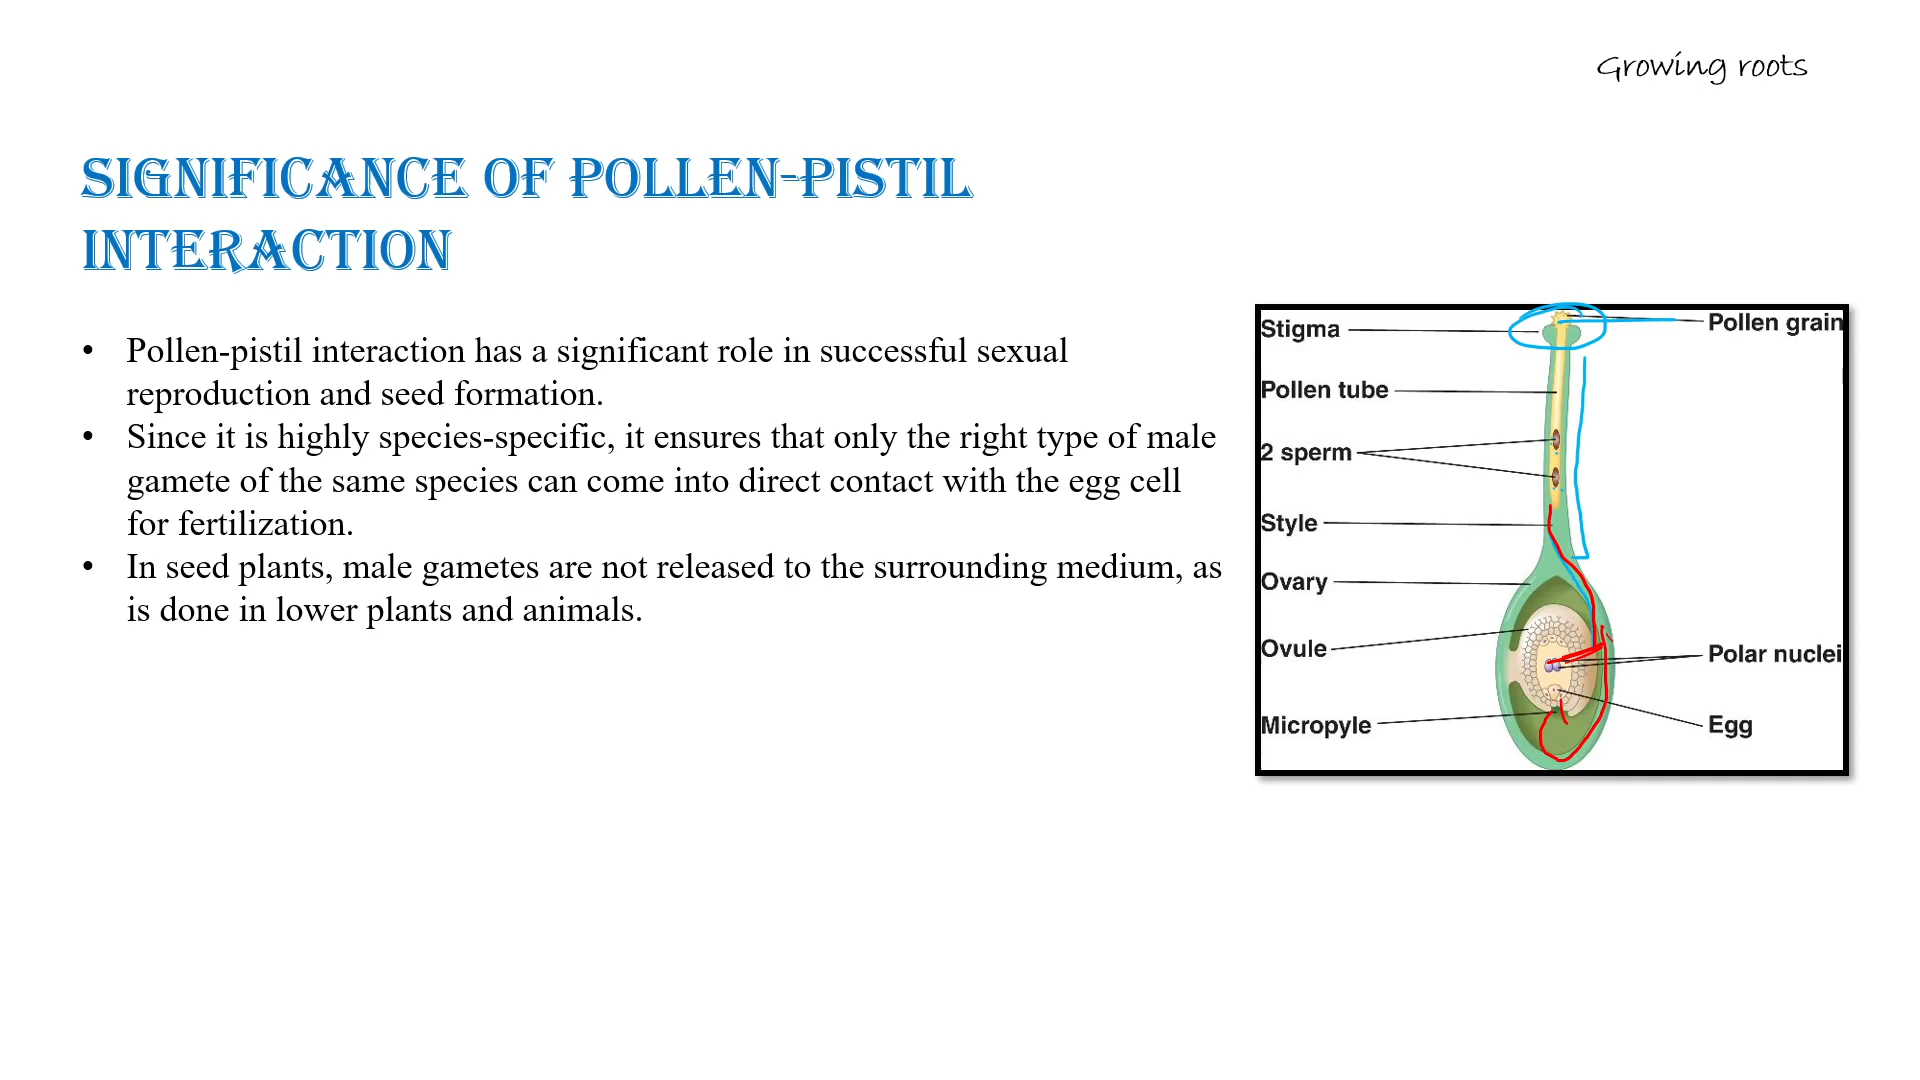 Growing roots
SIGNIFICANCE OF POLLEN-PISTIL
INTERACTION
• Pollen-pistil interaction has a significant role in successful sexual
reproduction and seed formation.
• Since it is highly species-specific, it ensures that only the right type of male
gamete of the same species can come into direct contact with the egg cell
for fertilization.
• In seed plants, male gametes are not released to the surrounding medium, as
is done in lower plants and animals.
Stigma
Pollen grain
Pollen tube
2 sperm
Style
Ovary
Ovule
Polar nuclei
Micropyle
Egg